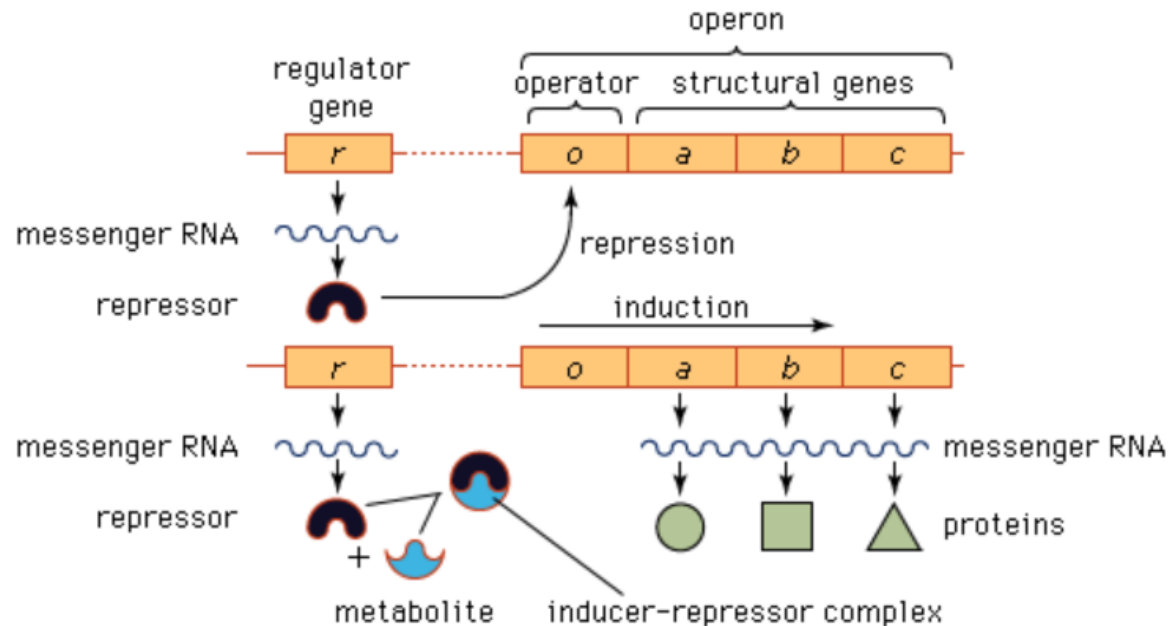 operon
regulator
gene
operator
structural genes
r
o
a
b
c
messenger RNA
repression
repressor
induction
r
o
a
b
c
messenger RNA
messenger RNA
repressor
+
proteins
metabolite
inducer-repressor complex